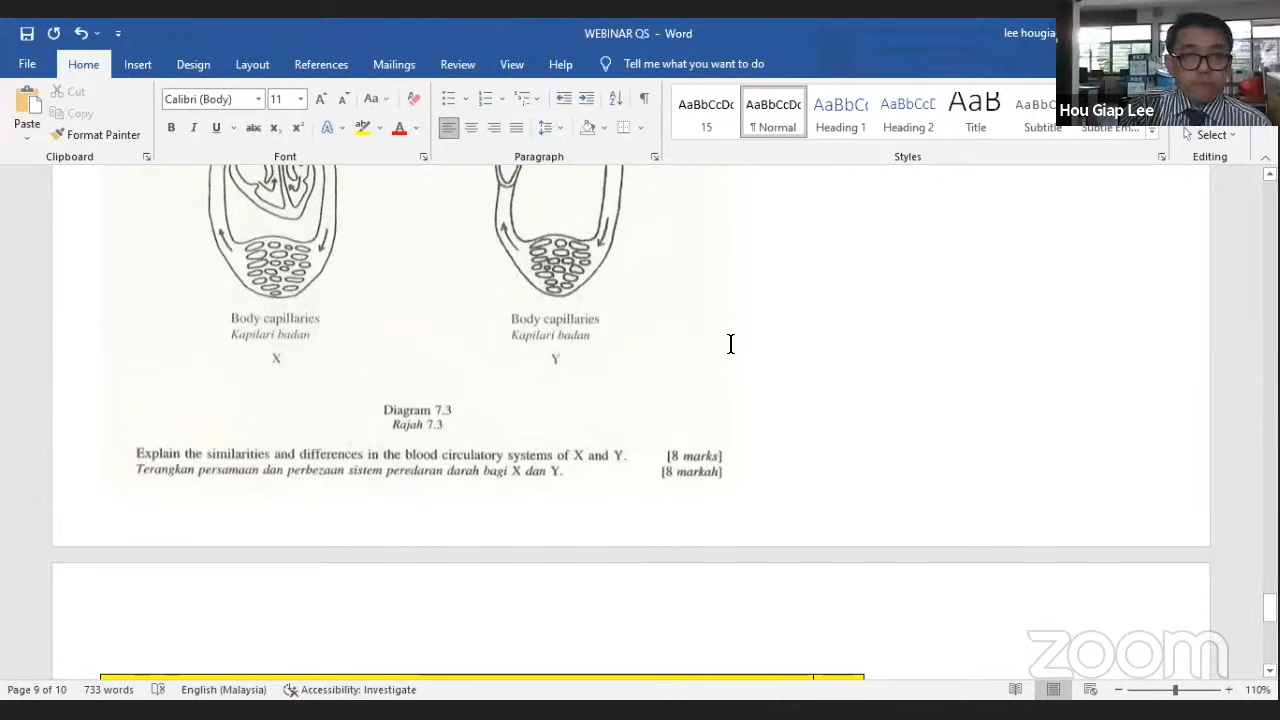 WEBINAR QS - Word
lee hougia
File
Home
Insert
Design
Layout
References
Mailings
Review
View
Help
Tell me what you want to do
Hou Giap Lee
Paste
Cut
Copy
Format Painter
Clipboard
Calibri (Body)
11
Font
Paragraph
AaBbCcDc
15
AaBbCcDc
¶ Normal
AaBbC
Heading 1
AaBbCcD
Heading 2
AaB
Title
AaBbCcD
Subtitle
Styles
Select
Editing
Body capillaries
Kapilari badan
X
Body capillaries
Kapilari badan
Y
Diagram 7.3
Rajah 7.3
Explain the similarities and differences in the blood circulatory systems of X and Y. [8 marks]
Terangkan persamaan dan perbezaan sistem peredaran darah bagi X dan Y. [8 markah]
zoom
Page 9 of 10
733 words
English (Malaysia)
Accessibility: Investigate
110%